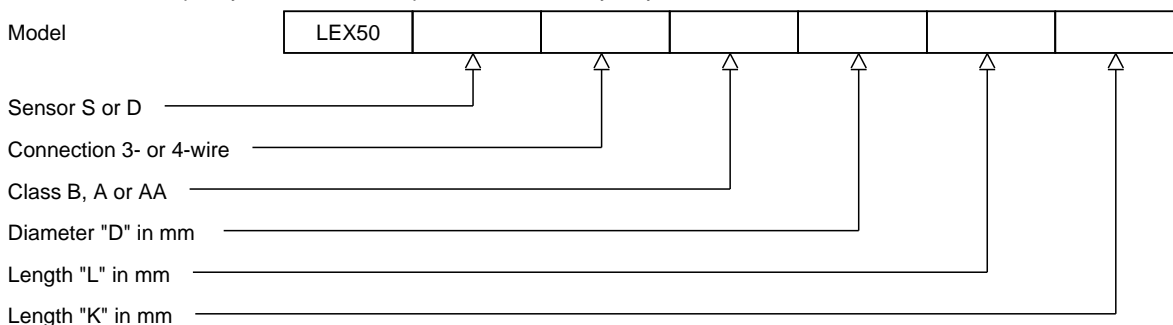 Model LEX50
Sensor S or D
Connection 3- or 4-wire
Class B, A or AA
Diameter "D" in mm
Length "L" in mm
Length "K" in mm